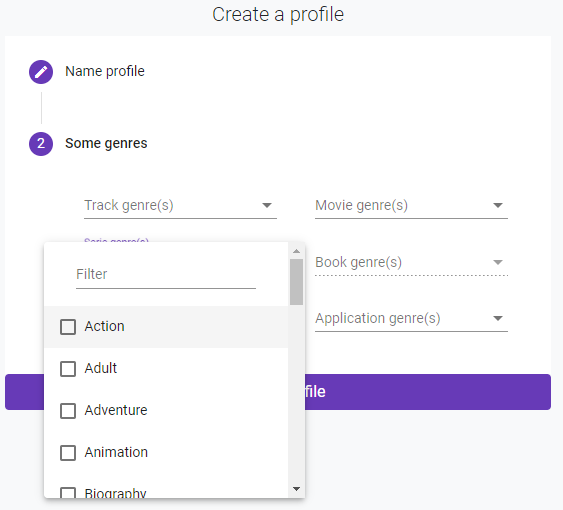 Create a profile
Name profile
2
Some genres
Track genre(s)
Movie genre(s)
Serie genre(s)
Filter
Book genre(s)
Action
Application genre(s)
Adult
file
Adventure
Animation
Biography